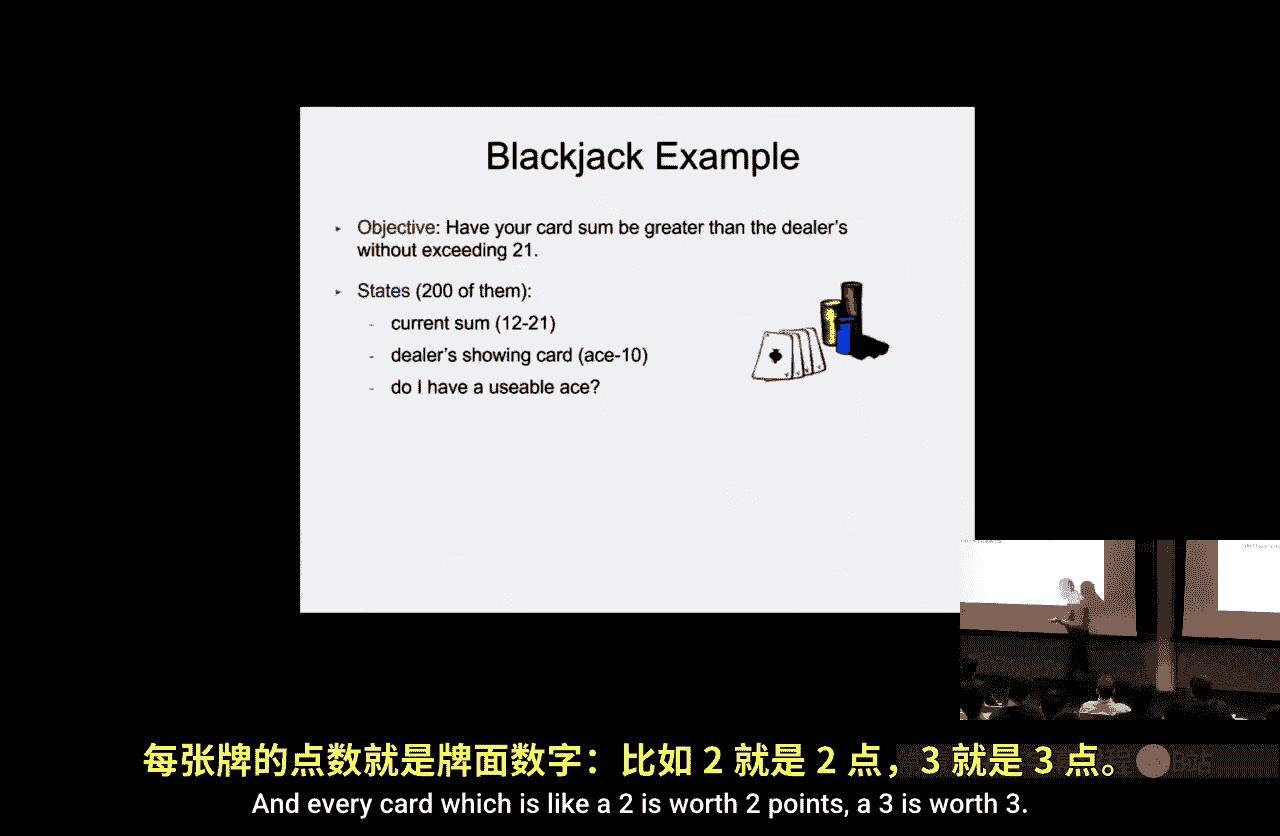 Blackjack Example
Objective: Have your card sum be greater than the dealer's
without exceeding 21.
States (200 of them):
current sum (12-21)
dealer's showing card (ace-10)
do I have a useable ace?
每张牌的点数就是牌面数字：比如 2 就是 2 点，3 就是 3 点。
And every card which is like a 2 is worth 2 points, a 3 is worth 3.